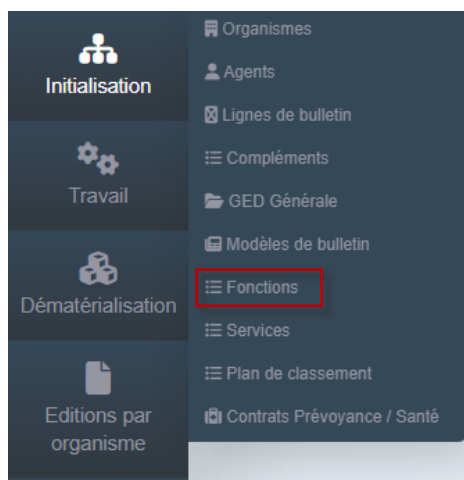 Initialisation
Travail
Dématérialisation
Editions par
organisme
Organismes
Agents
Lignes de bulletin
Compléments
GED Générale
Modèles de bulletin
Fonctions
Services
Plan de classement
Contrats Prévoyance / Santé